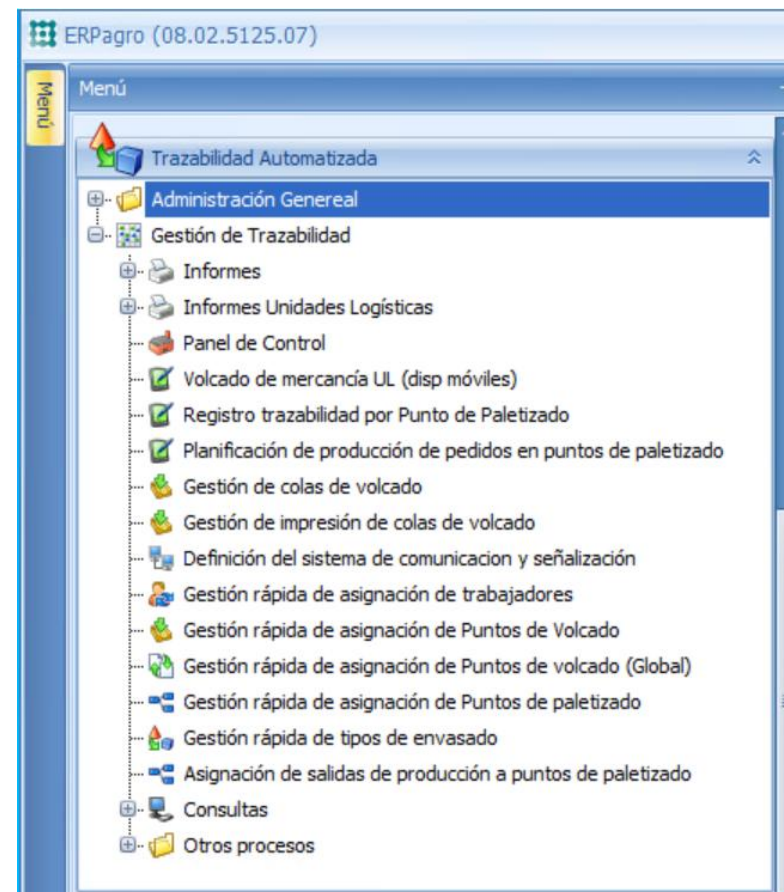 ERPagro (08.02.5125.07)
Menú
Menú
Trazabilidad Automatizada
Administración Genereal
Gestión de Trazabilidad
Informes
Informes Unidades Logísticas
Panel de Control
Volcado de mercancía UL (disp móviles)
Registro trazabilidad por Punto de Paletizado
Planificación de producción de pedidos en puntos de paletizado
Gestión de colas de volcado
Gestión de impresión de colas de volcado
Definición del sistema de comunicacion y señalización
Gestión rápida de asignación de trabajadores
Gestión rápida de asignación de Puntos de Volcado
Gestión rápida de asignación de Puntos de volcado (Global)
Gestión rápida de asignación de Puntos de paletizado
Gestión rápida de tipos de envasado
Asignación de salidas de producción a puntos de paletizado
Consultas
Otros procesos